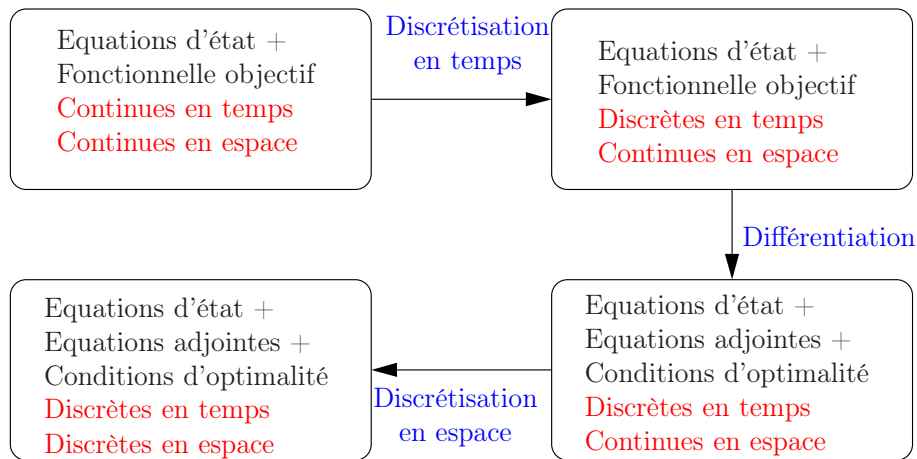 Equations d'état +
Fonctionnelle objectif
Continues en temps
Continues en espace
Discrétisation
en temps
Equations d'état +
Fonctionnelle objectif
Discrètes en temps
Continues en espace
Différentiation
Equations d'état +
Equations adjointes +
Conditions d'optimalité
Discrètes en temps
Continues en espace
Discrétisation
en espace
Equations d'état +
Equations adjointes +
Conditions d'optimalité
Discrètes en temps
Discrètes en espace